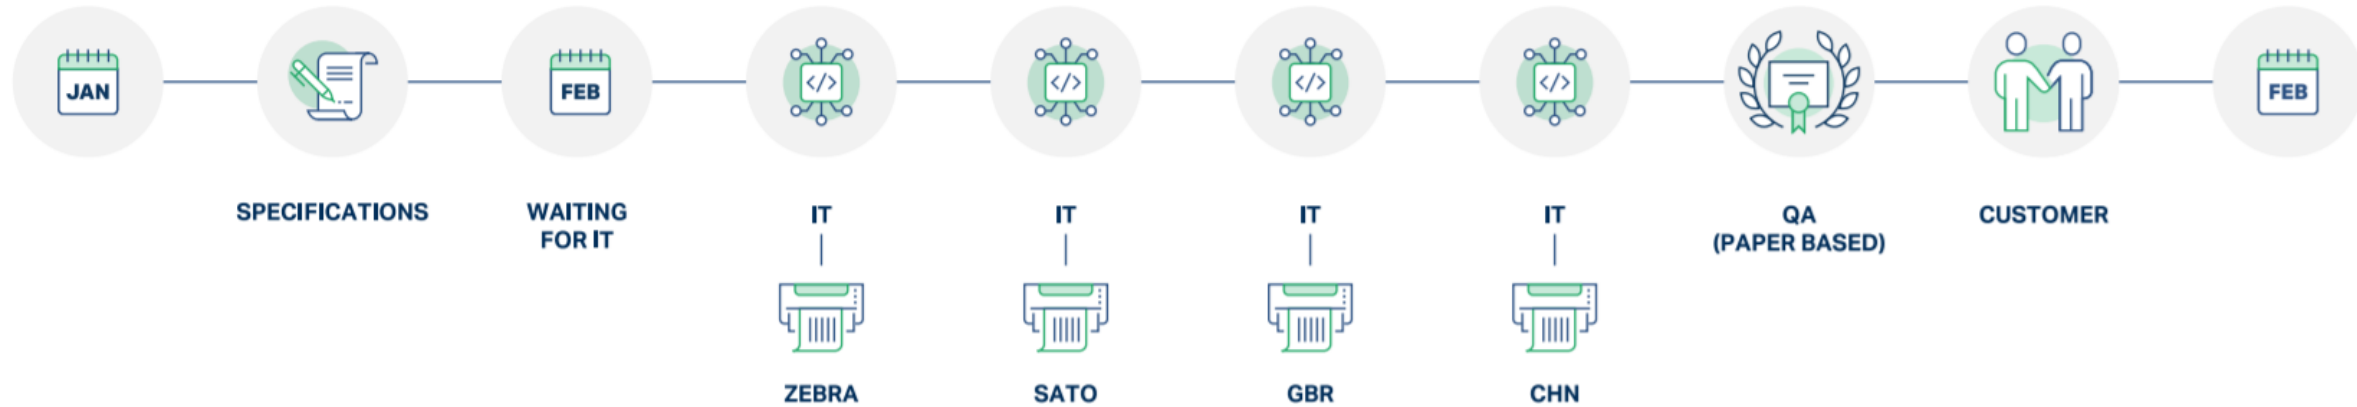 JAN
FEB
</>
</>
</>
</>
FEB
SPECIFICATIONS
WAITING
FOR IT
IT
IT
IT
IT
QA
(PAPER BASED)
CUSTOMER
ZEBRA
SATO
GBR
CHN